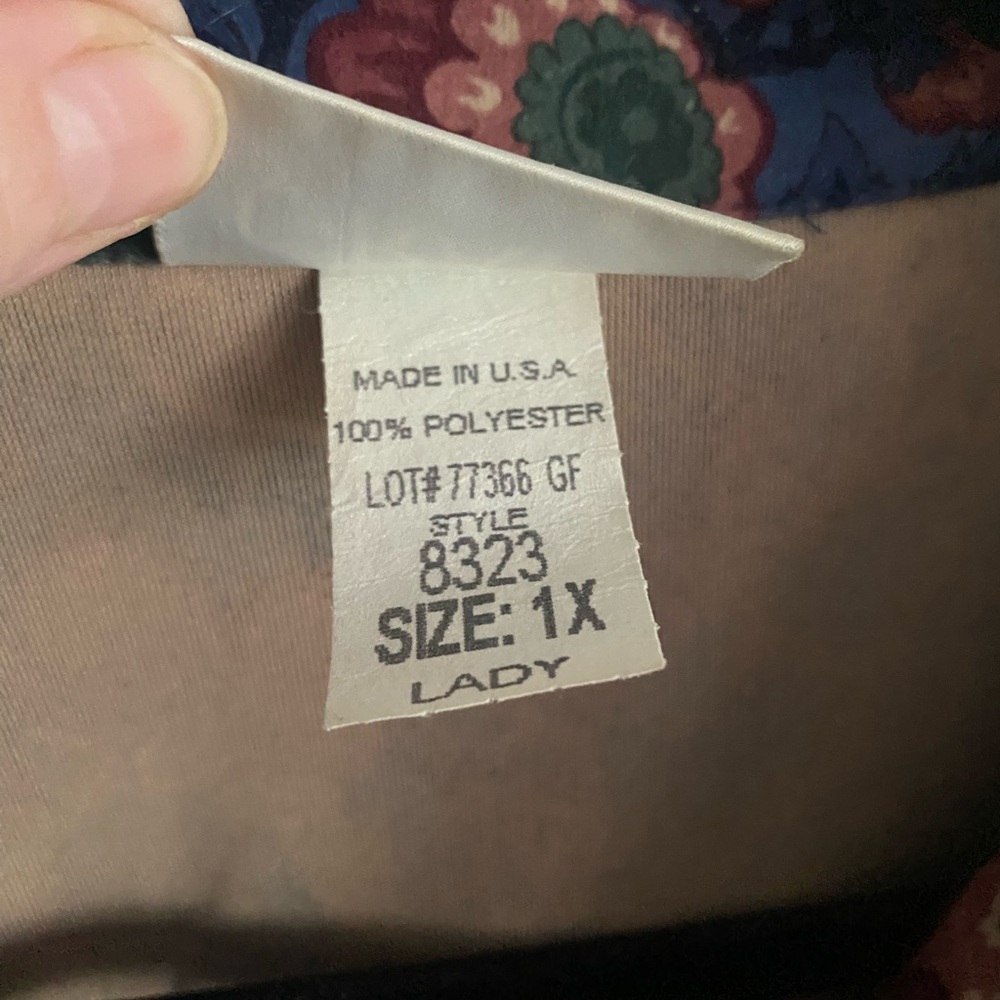 MADE IN U.S.A.
100% POLYESTER
LOT# 77366 GF
STYLE
8323
SIZE: 1X
LADY